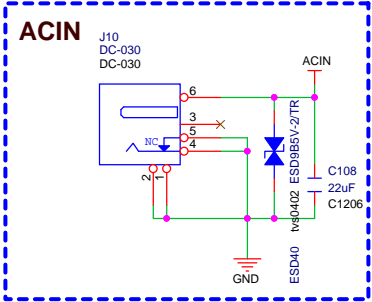 ACIN
J10
DC-030
DC-030
ACIN
6
3
NC
5
4
2
1
ESD9B5V-2/TR
tvs0402
ESD40
C108
22uF
C1206
GND